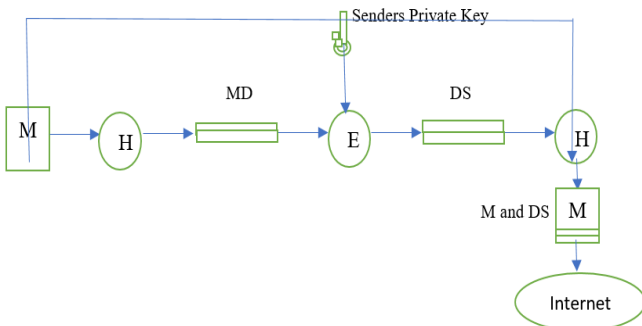 Senders Private Key
MD
DS
M
H
E
H
M and DS
M
Internet